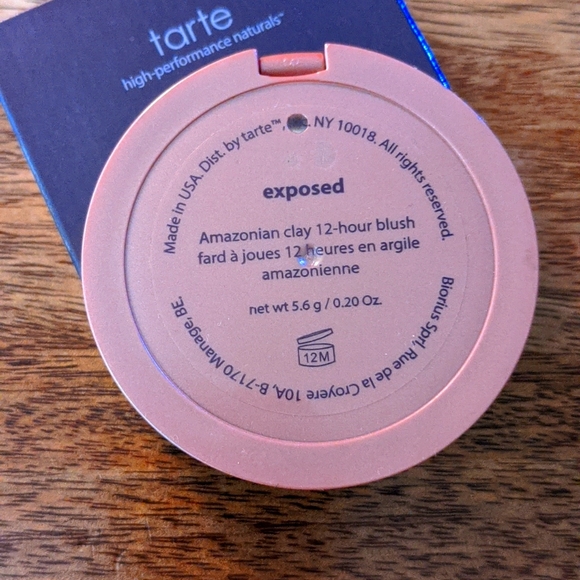 tarte
high-performance naturals™
Made in USA. Dist. by tarte™, NY 10018. All rights reserved.
exposed
Amazonian clay 12-hour blush
fard à joues 12 heures en argile
amazonienne
net wt 5.6 g / 0.20 Oz.
12M
Biorius Sprl, Rue de la Croyere 10A, B-7170 Manage, BE.